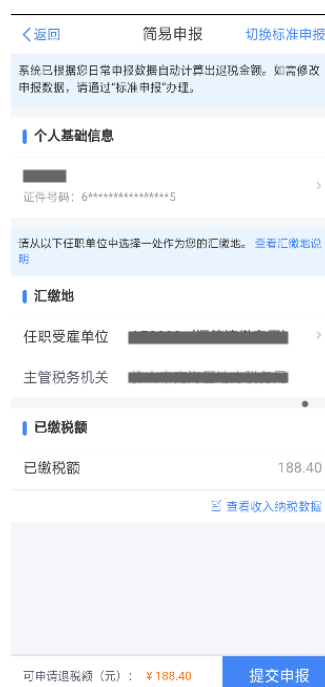 返回 简易申报 切换标准申报
系统已根据您日常申报数据自动计算出退税金额。如需修改
申报数据，请通过“标准申报”办理。
个人基础信息
证件号码：6****************5
请从以下任职单位中选择一处作为您的汇缴地。 查看汇缴地说
明
汇缴地
任职受雇单位
主管税务机关
已缴税额
已缴税额 188.40
查看收入纳税数据
可申请退税额（元）：￥188.40 提交申报